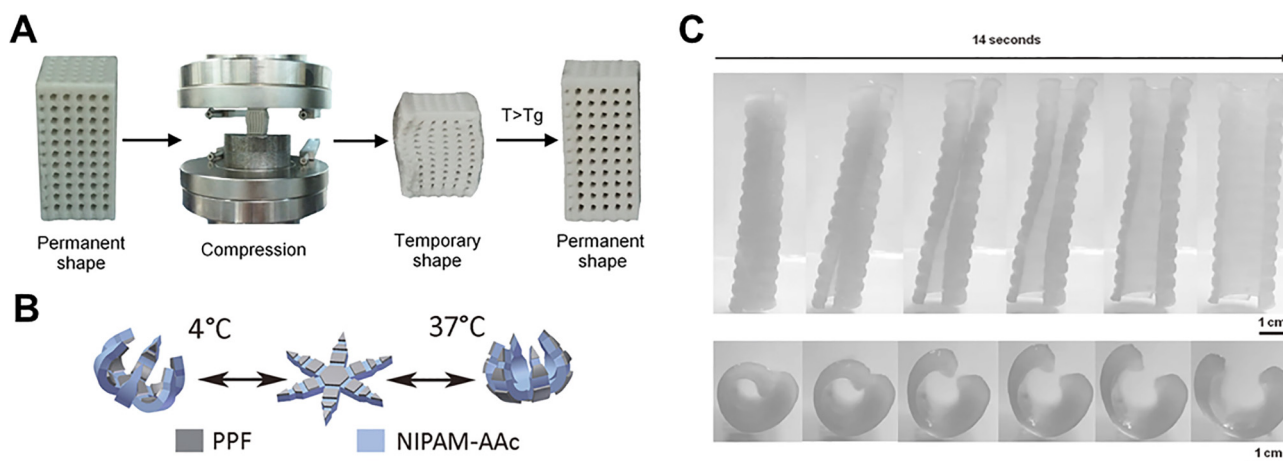 A
T>Tg
Permanent
shape
Compression
Temporary
shape
Permanent
shape
B
4°C
37°C
PPF
NIPAM-AAc
C
14 seconds
1 cm
1 cm